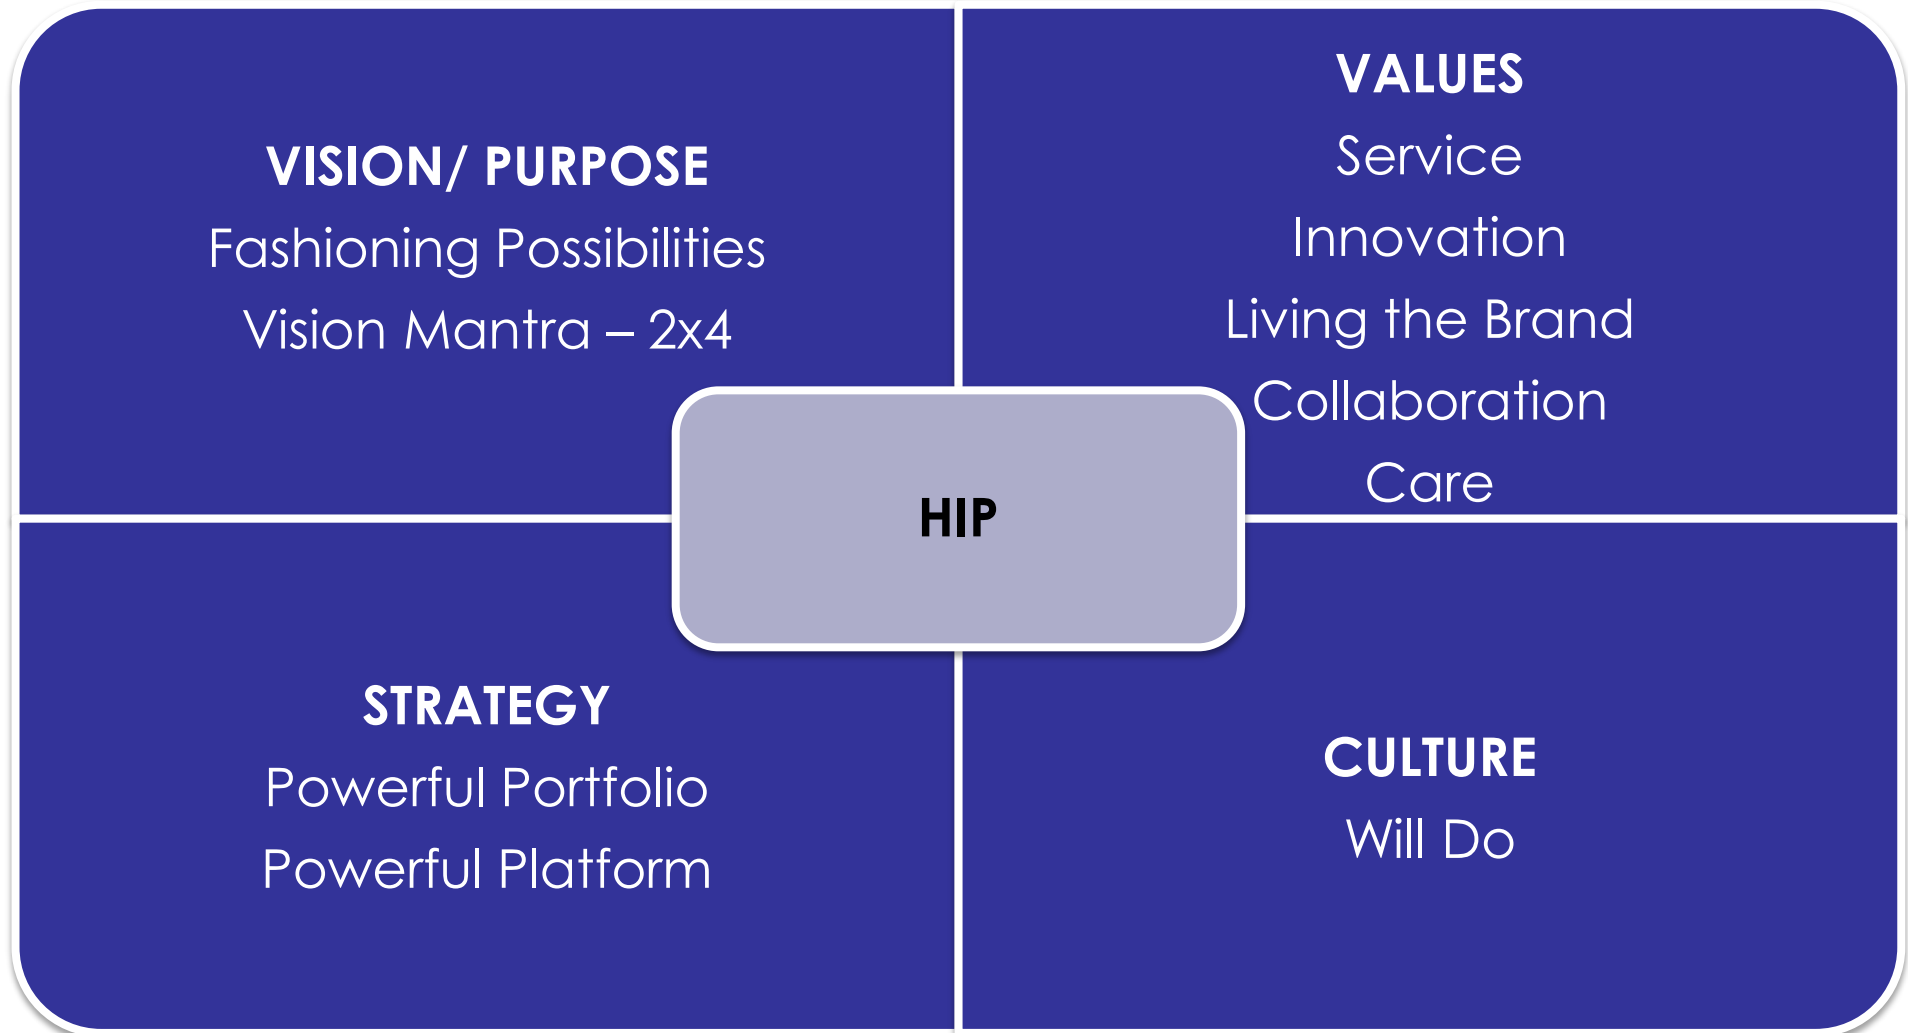 VISION/ PURPOSE
Fashioning Possibilities
Vision Mantra – 2x4
VALUES
Service
Innovation
Living the Brand
Collaboration
Care
HIP
STRATEGY
Powerful Portfolio
Powerful Platform
CULTURE
Will Do